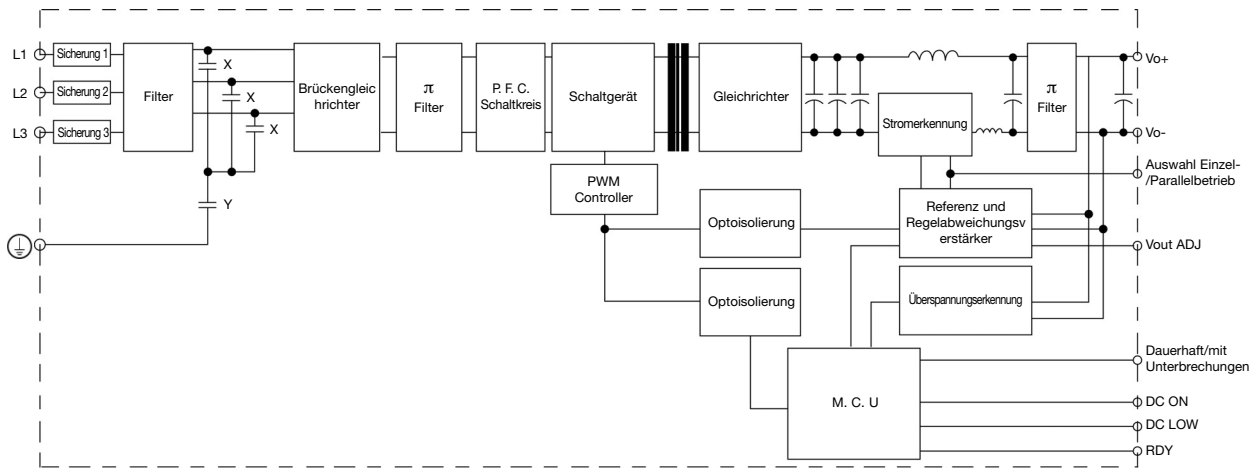 L1
Sicherung 1
L2
Sicherung 2
L3
Sicherung 3
Filter
X
X
X
Y
Brückengleic
hrichter
π
Filter
P. F. C.
Schaltkreis
Schaltgerät
PWM
Controller
Gleichrichter
Stromerkennung
π
Filter
Vo+
Vo-
Auswahl Einzel-
/Parallelbetrieb
Optoisolierung
Referenz und
Regelabweichungsv
erstärker
Vout ADJ
Optoisolierung
Überspannungserkennung
M. C. U
Dauerhaft/mit
Unterbrechungen
DC ON
DC LOW
RDY